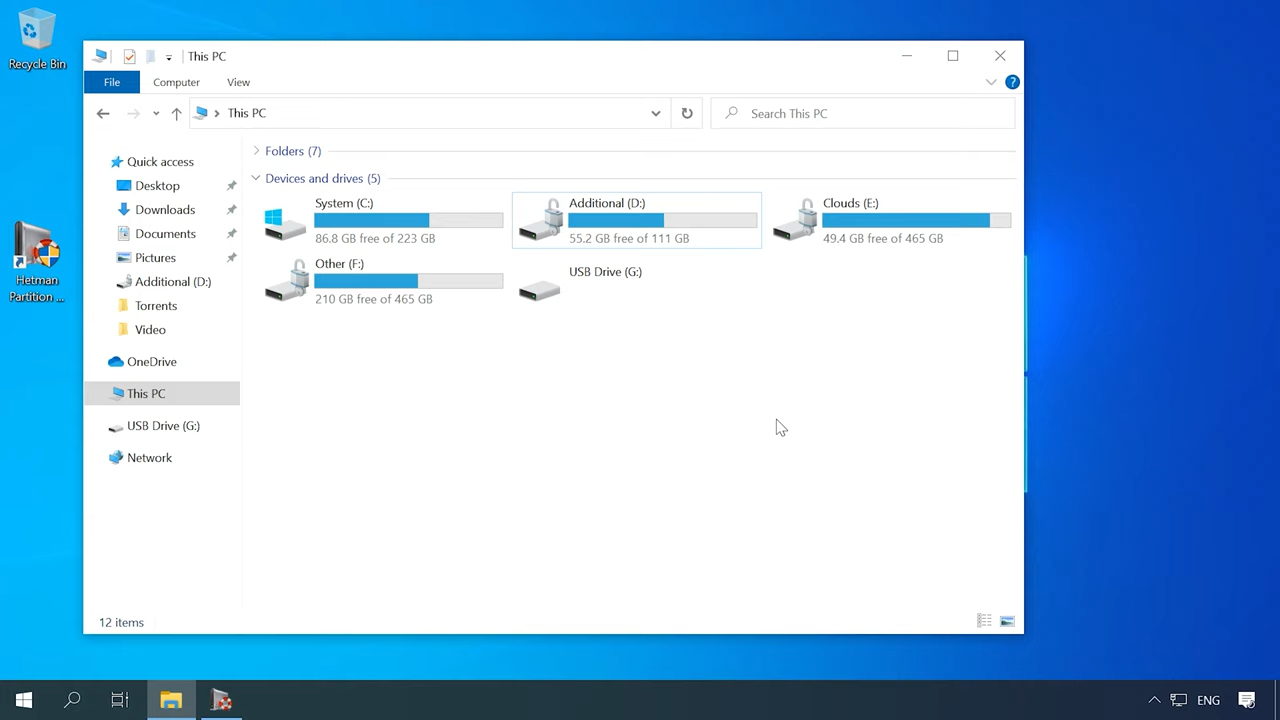 Recycle Bin
This PC
File
Computer
View
?
This PC
Search This PC
Quick access
Desktop
Downloads
Documents
Pictures
Additional (D:)
Torrents
Video
OneDrive
This PC
USB Drive (G:)
Network
Folders (7)
Devices and drives (5)
System (C:)
86.8 GB free of 223 GB
Additional (D:)
55.2 GB free of 111 GB
Clouds (E:)
49.4 GB free of 465 GB
Other (F:)
210 GB free of 465 GB
USB Drive (G:)
12 items
Hetman
Partition ...
ENG